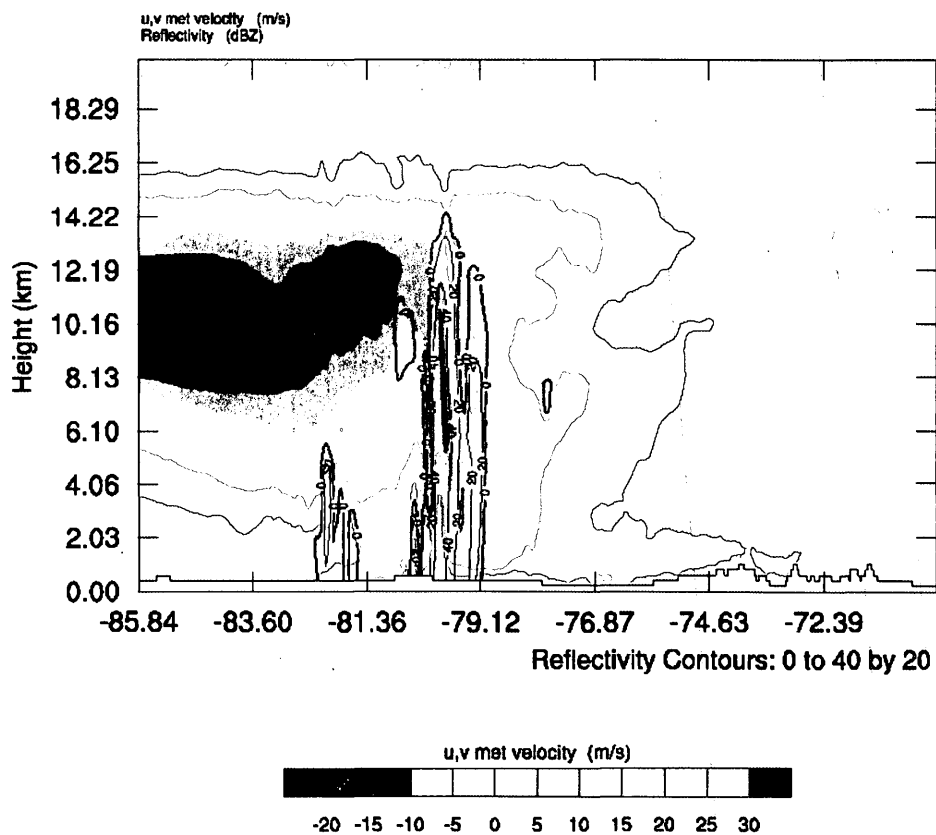 u,v met velocity (m/s)
Reflectivity (dBZ)
18.29
16.25
14.22
12.19
10.16
8.13
6.10
4.06
2.03
0.00
Height (km)
-85.84 -83.60 -81.36 -79.12 -76.87 -74.63 -72.39
Reflectivity Contours: 0 to 40 by 20
u,v met velocity (m/s)
-20 -15 -10 -5 0 5 10 15 20 25 30